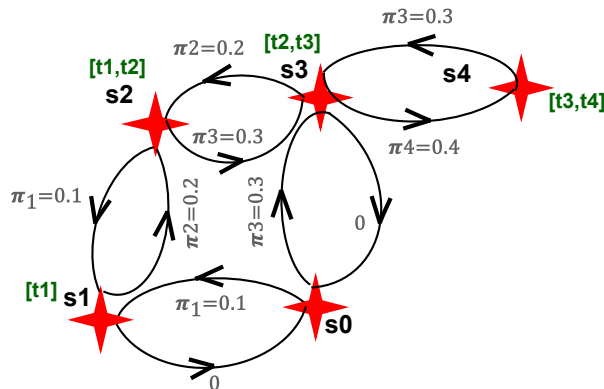 π3=0.3
[t2,t3]
π2=0.2
s3
[t1,t2]
s4
s2
[t3,t4]
π3=0.3
π4=0.4
π₁=0.1
π2=0.2
π3=0.3
0
[t1]
s1
π₁=0.1
s0
0